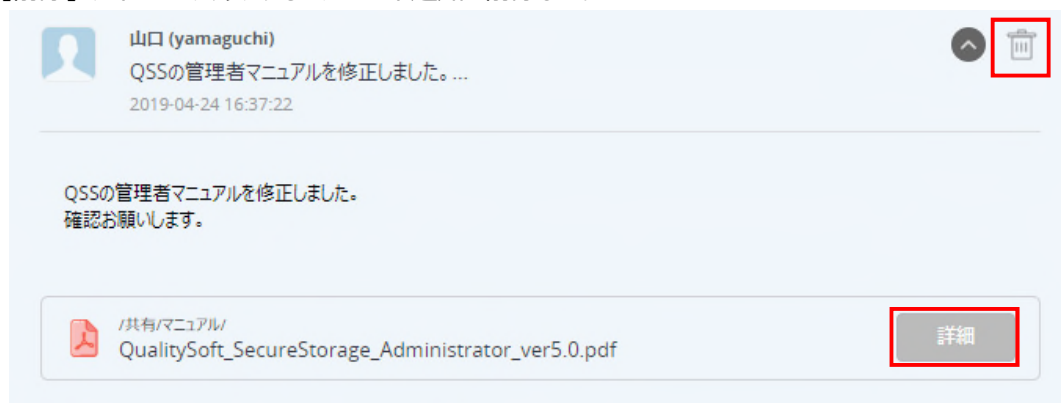 山口 (yamaguchi)
QSSの管理者マニュアルを修正しました。...
2019-04-24 16:37:22
QSSの管理者マニュアルを修正しました。
確認お願いします。
/共有/マニュアル/
QualitySoft_SecureStorage_Administrator_ver5.0.pdf
詳細